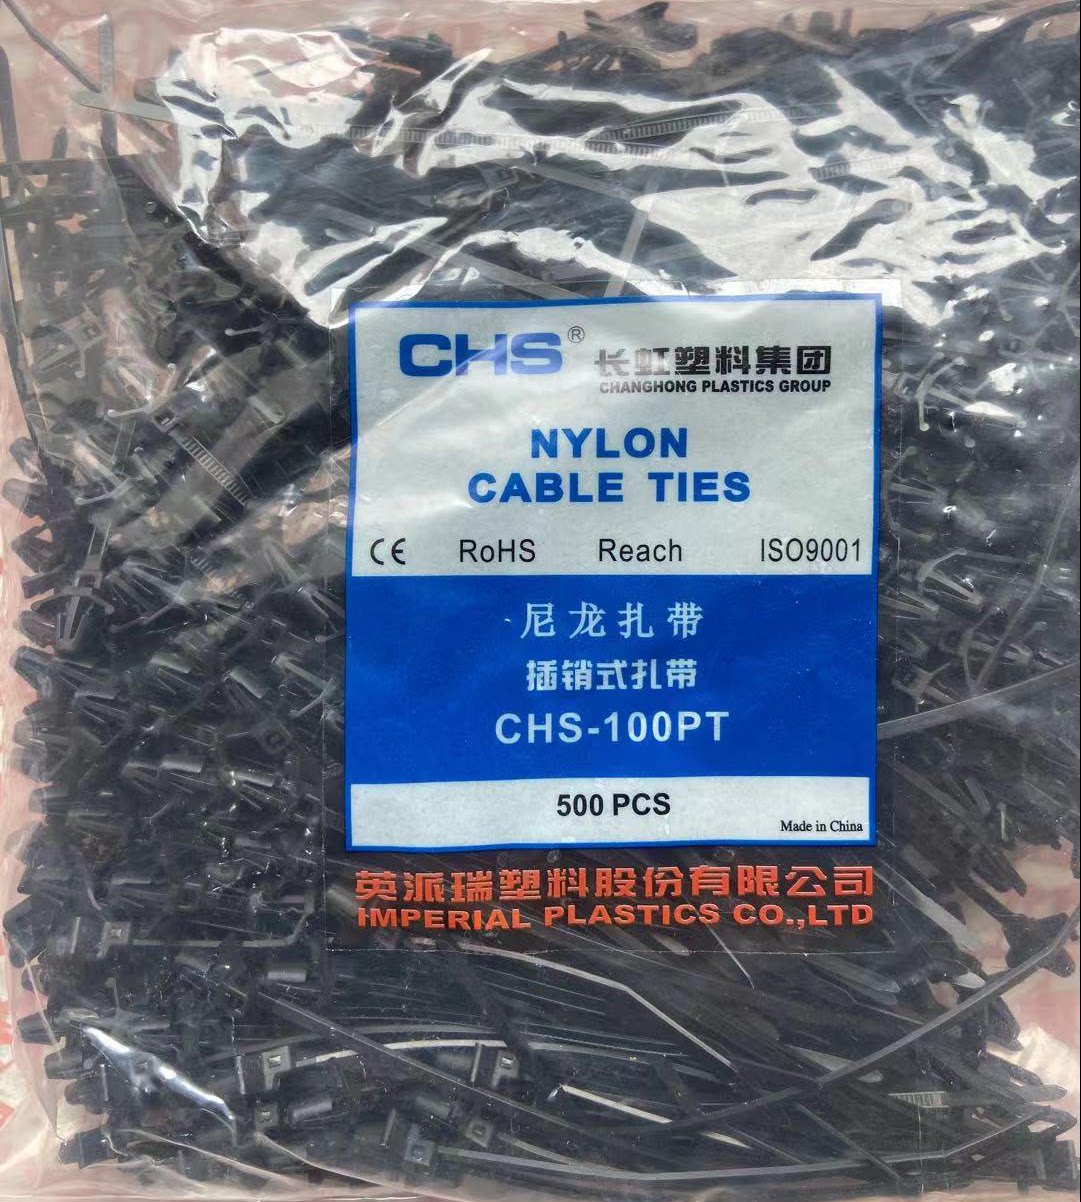 CHS® 长虹塑料集团
CHANGHONG PLASTICS GROUP
NYLON
CABLE TIES
CE RoHS Reach ISO9001
尼龙扎带
插销式扎带
CHS-100PT
500 PCS
Made in China
英派瑞塑料股份有限公司
IMPERIAL PLASTICS CO.,LTD